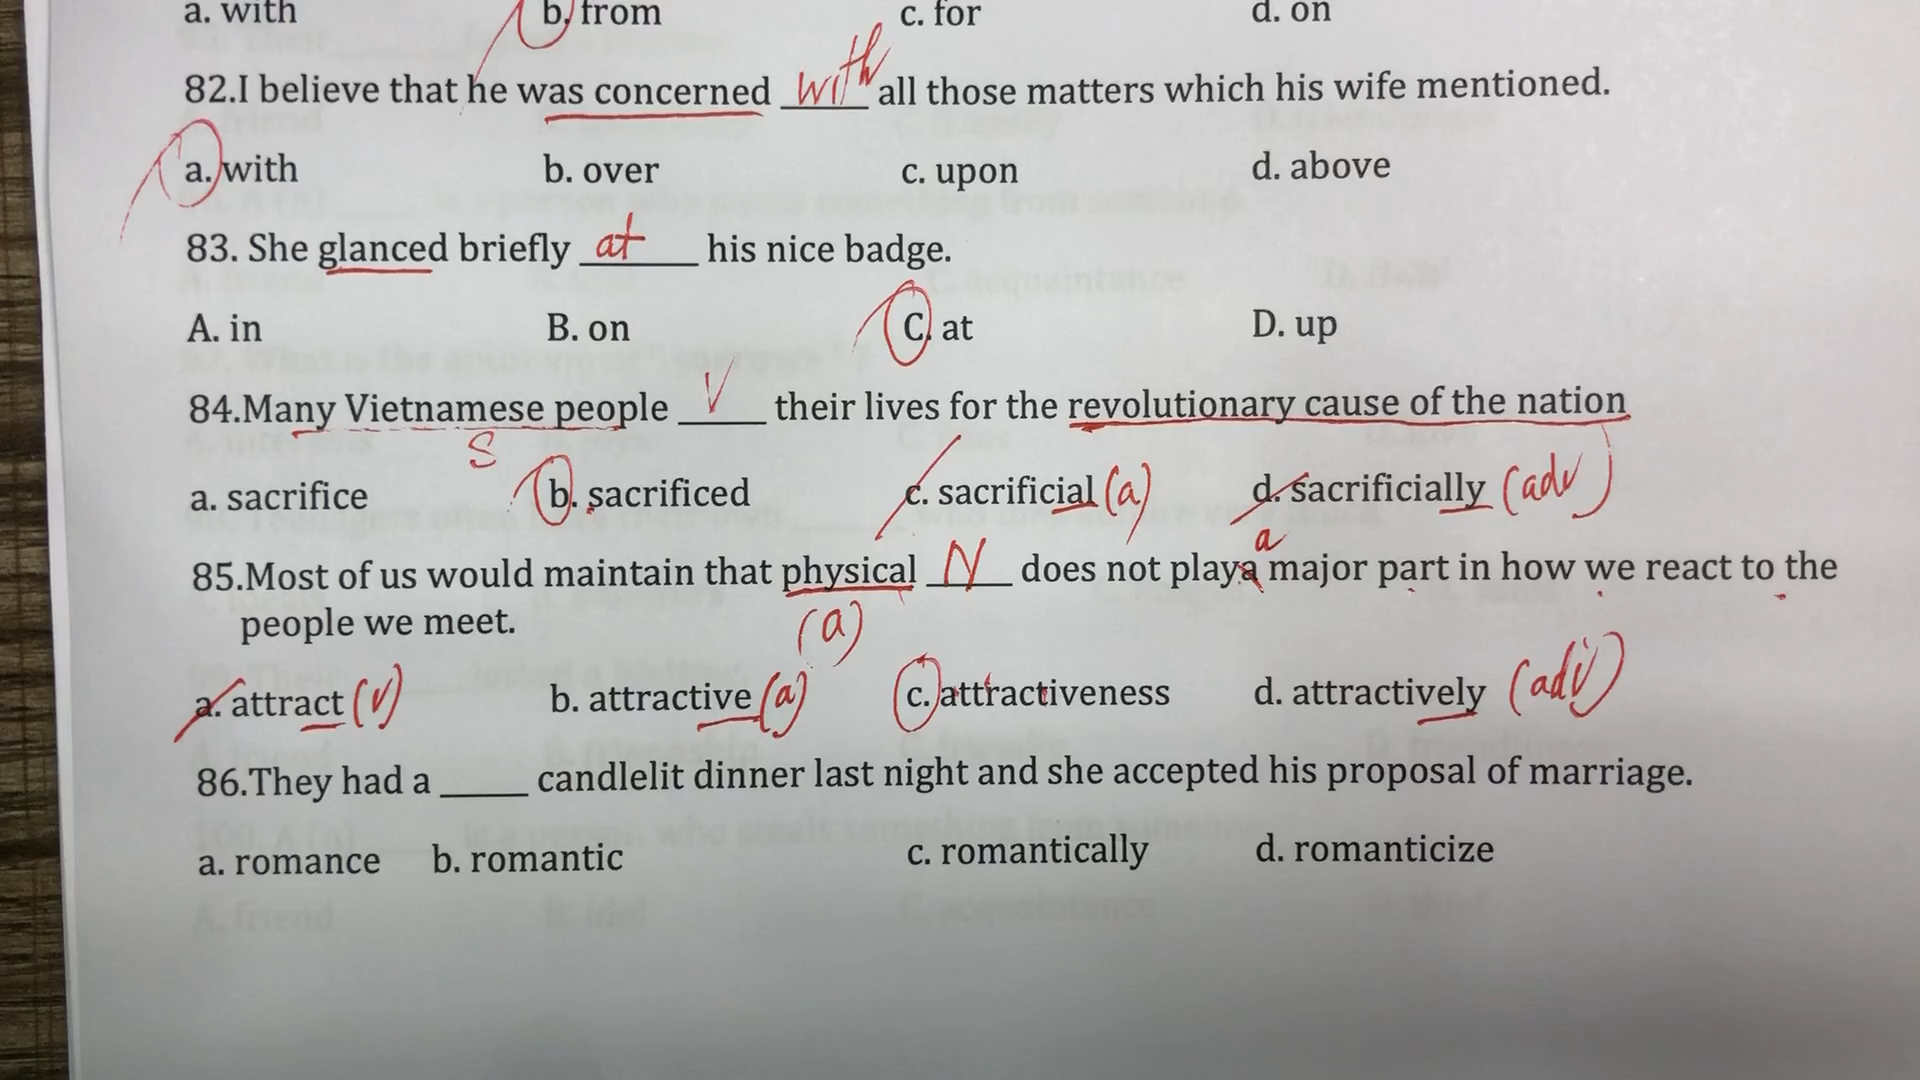 a. with b. from c. for d. on
82.I believe that he was concerned with all those matters which his wife mentioned.
a. with b. over c. upon d. above
83. She glanced briefly at his nice badge.
A. in B. on C. at D. up
84.Many Vietnamese people V their lives for the revolutionary cause of the nation
S
a. sacrifice b. sacrificed c. sacrificial (a) d. sacrificially (adv)
a
85.Most of us would maintain that physical N does not playa major part in how we react to the
people we meet.
(a)
a. attract (v) b. attractive (a) c. attractiveness d. attractively (adv)
86.They had a ____ candlelit dinner last night and she accepted his proposal of marriage.
a. romance b. romantic c. romantically d. romanticize